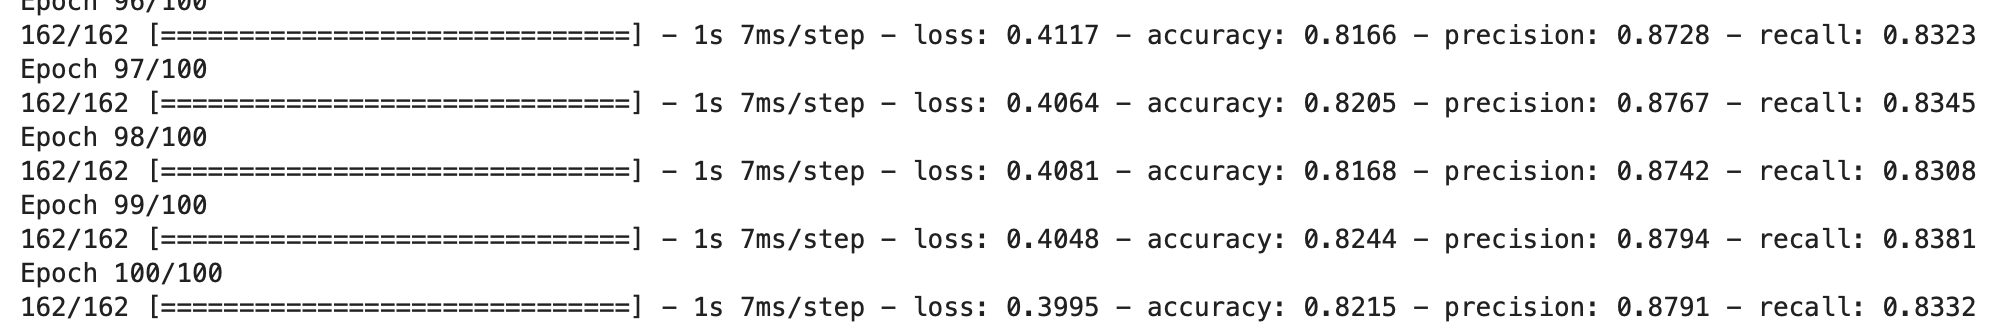 Epoch 96/100
162/162 [==============================] - 1s 7ms/step - loss: 0.4117 - accuracy: 0.8166 - precision: 0.8728 - recall: 0.8323
Epoch 97/100
162/162 [==============================] - 1s 7ms/step - loss: 0.4064 - accuracy: 0.8205 - precision: 0.8767 - recall: 0.8345
Epoch 98/100
162/162 [==============================] - 1s 7ms/step - loss: 0.4081 - accuracy: 0.8168 - precision: 0.8742 - recall: 0.8308
Epoch 99/100
162/162 [==============================] - 1s 7ms/step - loss: 0.4048 - accuracy: 0.8244 - precision: 0.8794 - recall: 0.8381
Epoch 100/100
162/162 [==============================] - 1s 7ms/step - loss: 0.3995 - accuracy: 0.8215 - precision: 0.8791 - recall: 0.8332